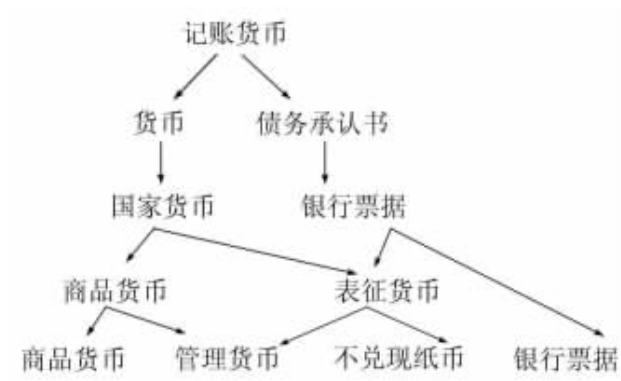 记账货币
货币 债务承认书
国家货币 银行票据
商品货币 表征货币
商品货币 管理货币 不兑现纸币 银行票据